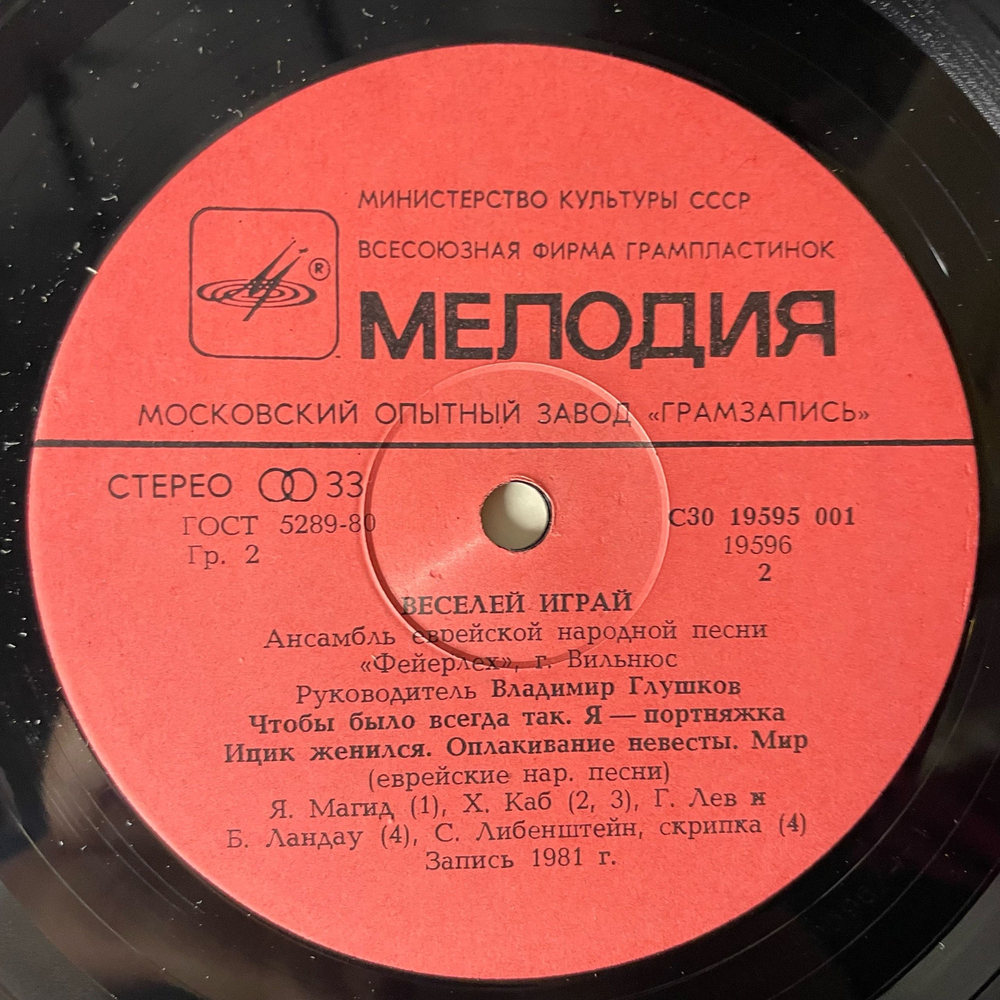 МИНИСТЕРСТВО КУЛЬТУРЫ СССР
ВСЕСОЮЗНАЯ ФИРМА ГРАМПЛАСТИНОК
®
МЕЛОДИЯ
МОСКОВСКИЙ ОПЫТНЫЙ ЗАВОД «ГРАМЗАПИСЬ»
СТЕРЕО 33
ГОСТ 5289-80
Гр. 2
С30 19595 001
19596
2
ВЕСЕЛЕЙ ИГРАЙ
Ансамбль еврейской народной песни
«Фейерлех», г. Вильнюс
Руководитель Владимир Глушков
Чтобы было всегда так. Я — портняжка
Ицик женился. Оплакивание невесты. Мир
(еврейские нар. песни)
Я. Магид (1), Х. Каб (2, 3), Г. Лев и
Б. Ландау (4), С. Либенштейн, скрипка (4)
Запись 1981 г.